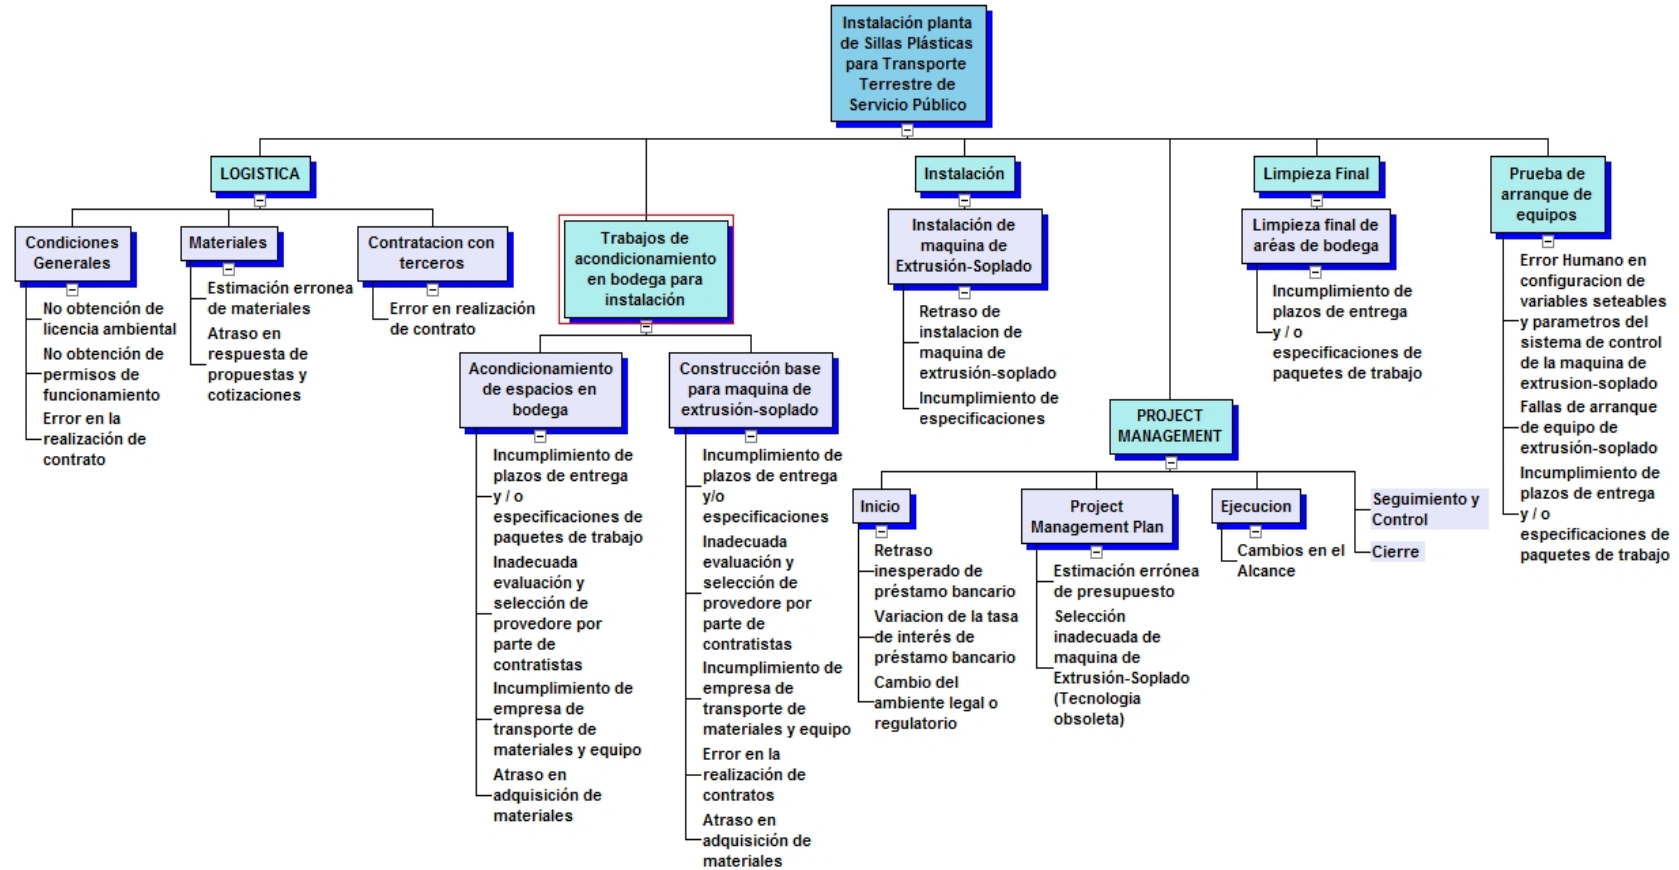 Instalación planta
de Sillas Plásticas
para Transporte
Terrestre de
Servicio Público
LOGISTICA
Condiciones
Generales
No obtención de
licencia ambiental
No obtención de
permisos de
funcionamiento
Error en la
realización de
contrato
Materiales
Estimación erronea
de materiales
Atraso en
respuesta de
propuestas y
cotizaciones
Contratacion con
terceros
Error en realización
de contrato
Trabajos de
acondicionamiento
en bodega para
instalación
Acondicionamiento
de espacios en
bodega
Incumplimiento de
plazos de entrega
y / o
especificaciones de
paquetes de trabajo
Inadecuada
evaluación y
selección de
provedore por
parte de
contratistas
Incumplimiento de
empresa de
transporte de
materiales y equipo
Atraso en
adquisición de
materiales
Construcción base
para maquina de
extrusión-soplado
Incumplimiento de
plazos de entrega
y/o
especificaciones
Inadecuada
evaluación y
selección de
provedore por
parte de
contratistas
Incumplimiento de
empresa de
transporte de
materiales y equipo
Error en la
realización de
contratos
Atraso en
adquisición de
materiales
Instalación
Instalación de
maquina de
Extrusión-Soplado
Retraso de
instalacion de
maquina de
extrusión-soplado
Incumplimiento de
especificaciones
PROJECT
MANAGEMENT
Inicio
Retraso
inesperado de
préstamo bancario
Variacion de la tasa
de interés de
préstamo bancario
Cambio del
ambiente legal o
regulatorio
Project
Management Plan
Estimación errónea
de presupuesto
Selección
inadecuada de
maquina de
Extrusión-Soplado
(Tecnologia
obsoleta)
Ejecucion
Cambios en el
Alcance
Seguimiento y
Control
Cierre
Limpieza Final
Limpieza final de
aréas de bodega
Incumplimiento de
plazos de entrega
y / o
especificaciones de
paquetes de trabajo
Prueba de
arranque de
equipos
Error Humano en
configuracion de
variables seteables
y parametros del
sistema de control
de la maquina de
extrusion-soplado
Fallas de arranque
de equipo de
extrusión-soplado
Incumplimiento de
plazos de entrega
y / o
especificaciones de
paquetes de trabajo